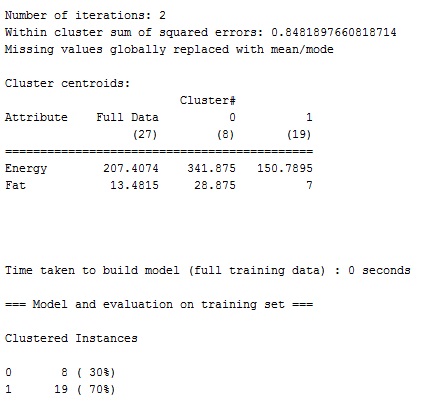 Number of iterations: 2
Within cluster sum of squared errors: 0.8481897660818714
Missing values globally replaced with mean/mode
Cluster centroids:
Cluster#
Attribute Full Data 0 1
(27) (8) (19)
============================================
Energy 207.4074 341.875 150.7895
Fat 13.4815 28.875 7
Time taken to build model (full training data) : 0 seconds
=== Model and evaluation on training set ===
Clustered Instances
0 8 ( 30%)
1 19 ( 70%)